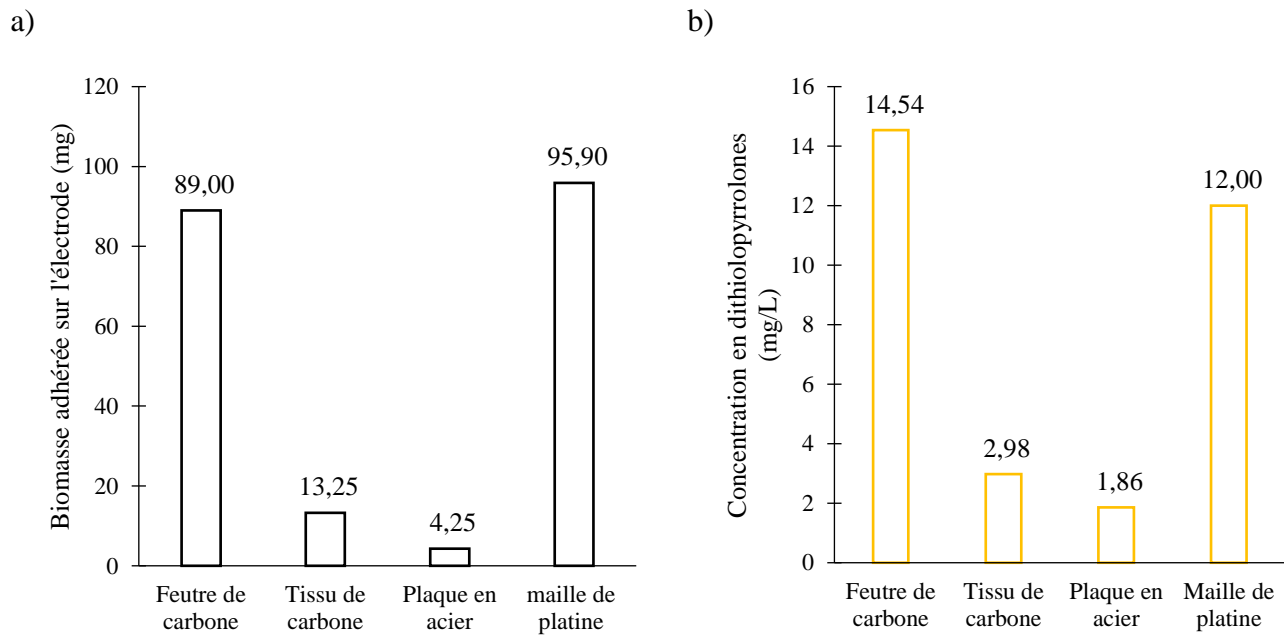 a)
Biomasse adhérée sur l'électrode (mg)
120
100
80
60
40
20
0
89,00
13,25
4,25
95,90
Feutre de
carbone
Tissu de
carbone
Plaque en
acier
maille de
platine
b)
Concentration en dithiolopyrrolones
(mg/L)
16
14
12
10
8
6
4
2
0
14,54
2,98
1,86
12,00
Feutre de
carbone
Tissu de
carbone
Plaque en
acier
Maille de
platine